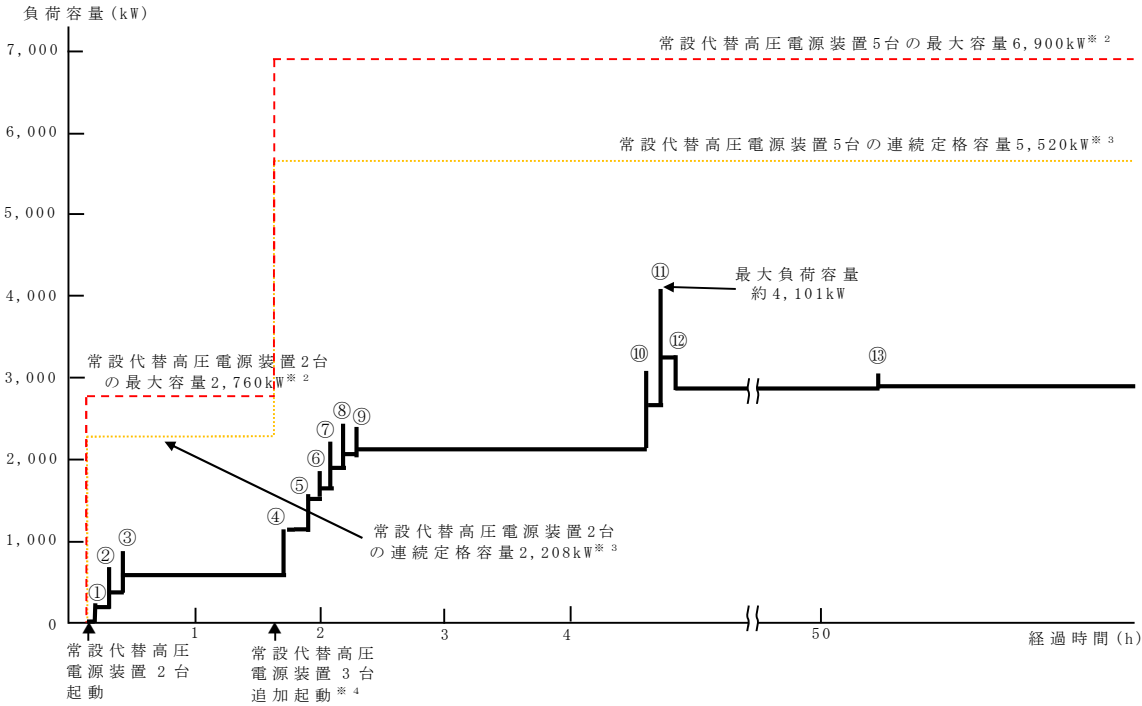 負荷容量(kW)
7,000
常設代替高圧電源装置5台の最大容量6,900kW※2
6,000
常設代替高圧電源装置5台の連続定格容量5,520kW※3
5,000
⑪
最大負荷容量
約4,101kW
4,000
⑫
⑩
⑬
常設代替高圧電源装置2台
の最大容量2,760kW※2
3,000
⑧
⑨
⑦
⑥
2,000
⑤
④
常設代替高圧電源装置2台
の連続定格容量2,208kW※3
③
1,000
②
①
0
1
2
3
4
50
経過時間(h)
常設代替高圧
電源装置2台
起動
常設代替高圧
電源装置3台
追加起動※4